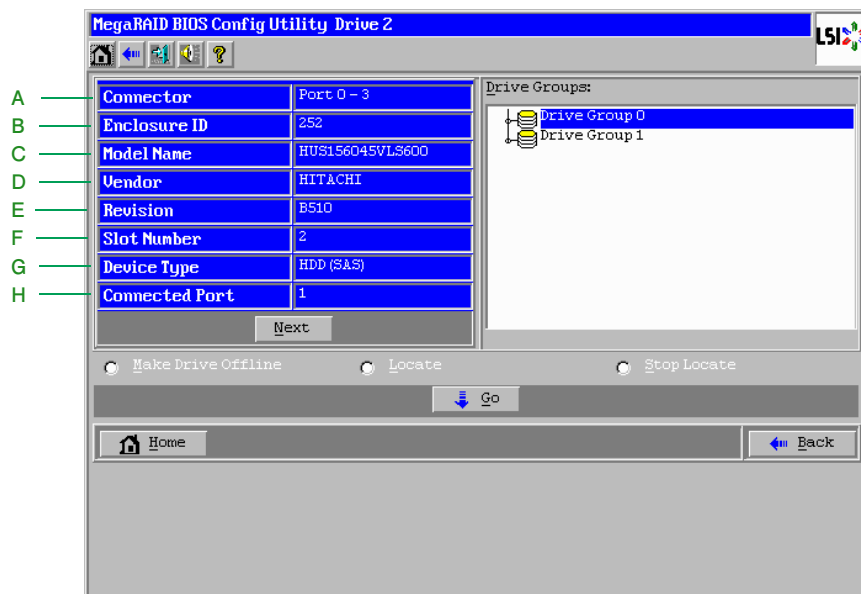 MegaRAID BIOS Config Utility Drive 2
LSI
A Connector Port 0 - 3
B Enclosure ID 252
C Model Name HUS156045VLS600
D Vendor HITACHI
E Revision B510
F Slot Number 2
G Device Type HDD (SAS)
H Connected Port 1
Next
Drive Groups:
Drive Group 0
Drive Group 1
Make Drive Offline Locate Stop Locate
Go
Home Back